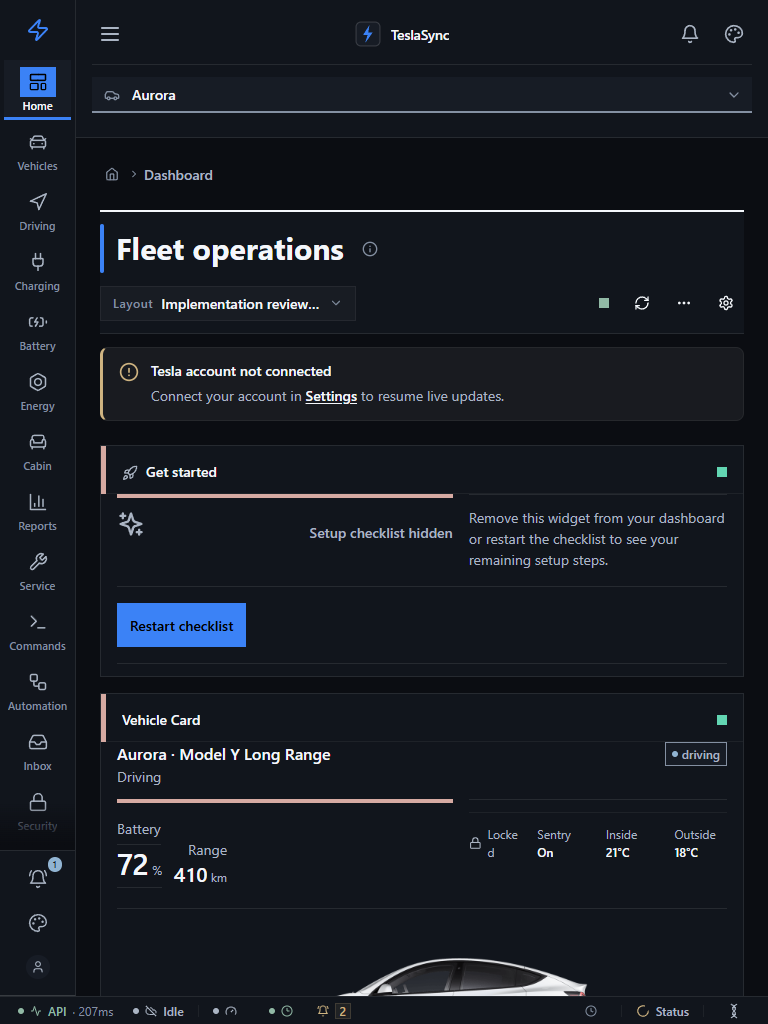 TeslaSync
Aurora
Home
Vehicles
Driving
Charging
Battery
Energy
Cabin
Reports
Service
Commands
Automation
Inbox
Security
1
Dashboard
Fleet operations
Layout Implementation review...
Tesla account not connected
Connect your account in Settings to resume live updates.
Get started
Setup checklist hidden
Remove this widget from your dashboard
or restart the checklist to see your
remaining setup steps.
Restart checklist
Vehicle Card
Aurora · Model Y Long Range
driving
Driving
Battery
72 %
Range
410 km
Locke
d
Sentry
On
Inside
21°C
Outside
18°C
API · 207ms
Idle
2
Status